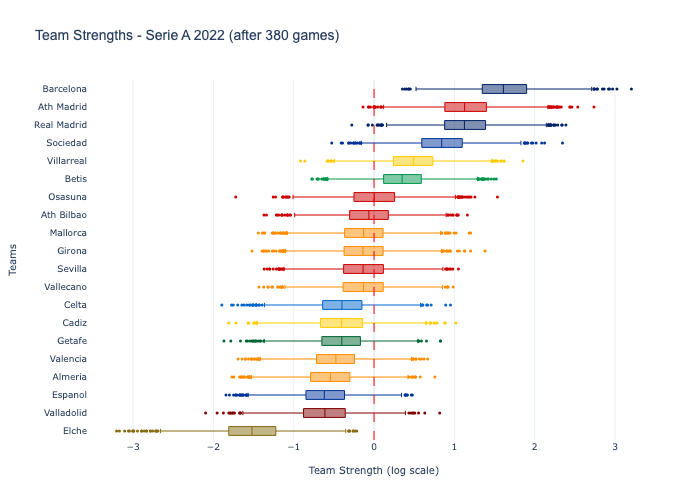 Team Strengths - Serie A 2022 (after 380 games)
Barcelona
Ath Madrid
Real Madrid
Sociedad
Villarreal
Betis
Osasuna
Ath Bilbao
Mallorca
Girona
Sevilla
Vallecano
Celta
Cadiz
Getafe
Valencia
Almeria
Espanol
Valladolid
Elche
Teams
−3 −2 −1 0 1 2 3
Team Strength (log scale)